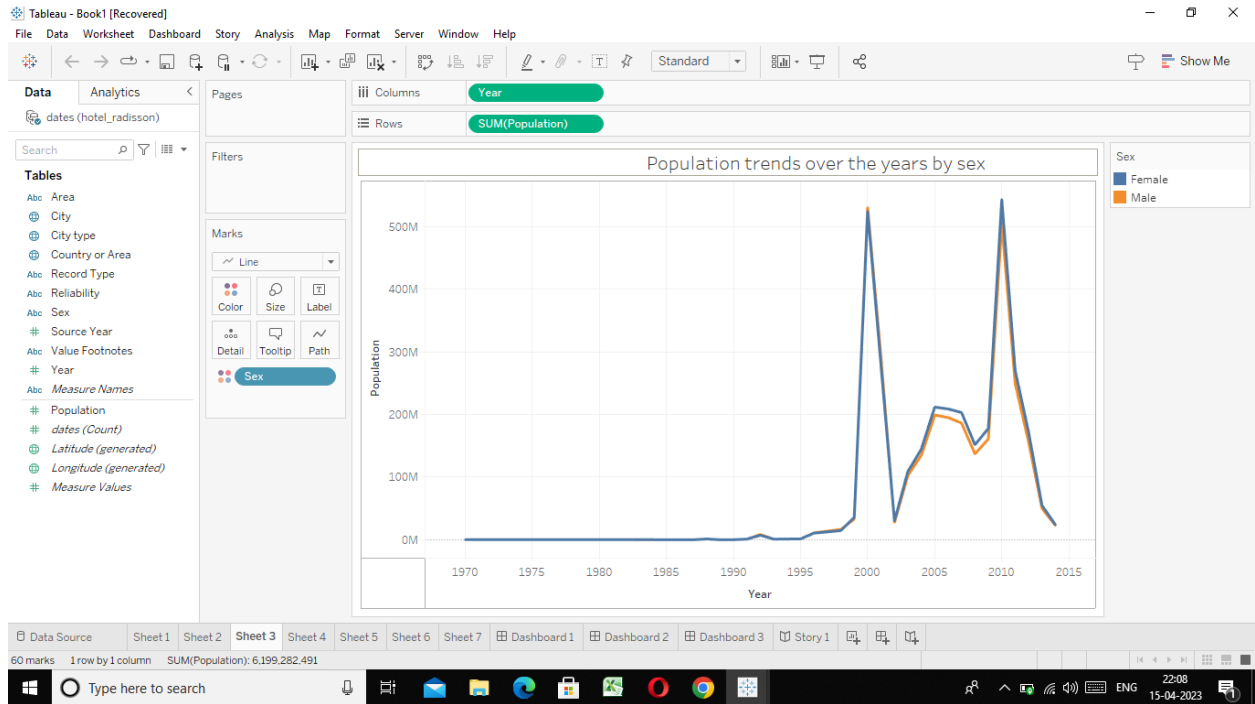 Tableau - Book1 [Recovered]
File Data Worksheet Dashboard Story Analysis Map Format Server Window Help
Standard
Show Me
Data Analytics
dates (hotel_radisson)
Search
Tables
Abc Area
City
City type
Country or Area
Abc Record Type
Abc Reliability
Abc Sex
# Source Year
Abc Value Footnotes
# Year
Abc Measure Names
# Population
# dates (Count)
Latitude (generated)
Longitude (generated)
# Measure Values
Pages
Filters
Marks
Line
Color Size Label
Detail Tooltip Path
Sex
Columns Year
Rows SUM(Population)
Population trends over the years by sex
Population
500M
400M
300M
200M
100M
0M
1970 1975 1980 1985 1990 1995 2000 2005 2010 2015
Year
Sex
Female
Male
Data Source Sheet 1 Sheet 2 Sheet 3 Sheet 4 Sheet 5 Sheet 6 Sheet 7 Dashboard 1 Dashboard 2 Dashboard 3 Story 1
60 marks 1 row by 1 column SUM(Population): 6,199,282,491
Type here to search
ENG
22:08
15-04-2023
1